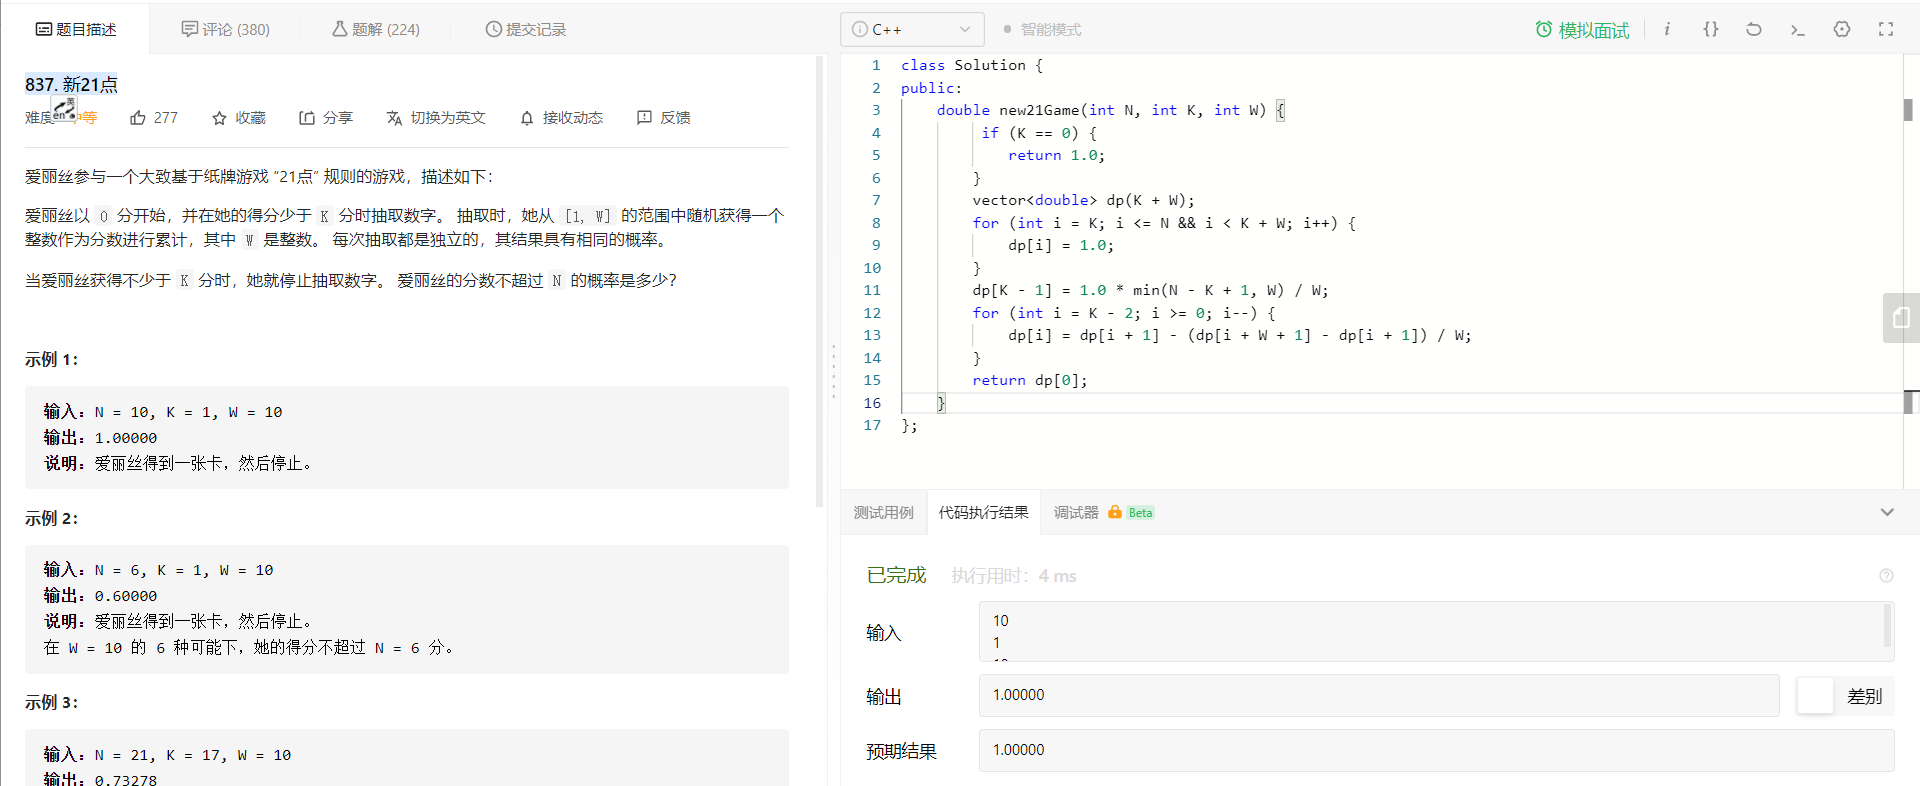 题目描述
评论 (380)
题解 (224)
提交记录
837. 新21点
难度
中等
277
收藏
分享
切换为英文
接收动态
反馈
爱丽丝参与一个大致基于纸牌游戏 “21点” 规则的游戏，描述如下：
爱丽丝以 0 分开始，并在她的得分少于 K 分时抽取数字。 抽取时，她从 [1, W] 的范围中随机获得一个
整数作为分数进行累计，其中 W 是整数。 每次抽取都是独立的，其结果具有相同的概率。
当爱丽丝获得不少于 K 分时，她就停止抽取数字。 爱丽丝的分数不超过 N 的概率是多少？
示例 1：
输入：N = 10, K = 1, W = 10
输出：1.00000
说明：爱丽丝得到一张卡，然后停止。
示例 2：
输入：N = 6, K = 1, W = 10
输出：0.60000
说明：爱丽丝得到一张卡，然后停止。
在 W = 10 的 6 种可能下，她的得分不超过 N = 6 分。
示例 3：
输入：N = 21, K = 17, W = 10
输出：0.73278
C++
智能模式
模拟面试
1 class Solution {
2 public:
3 double new21Game(int N, int K, int W) {
4 if (K == 0) {
5 return 1.0;
6 }
7 vector<double> dp(K + W);
8 for (int i = K; i <= N && i < K + W; i++) {
9 dp[i] = 1.0;
10 }
11 dp[K - 1] = 1.0 * min(N - K + 1, W) / W;
12 for (int i = K - 2; i >= 0; i--) {
13 dp[i] = dp[i + 1] - (dp[i + W + 1] - dp[i + 1]) / W;
14 }
15 return dp[0];
16 }
17 };
测试用例
代码执行结果
调试器
Beta
已完成
执行用时：4 ms
输入
10
1
输出
1.00000
差别
预期结果
1.00000